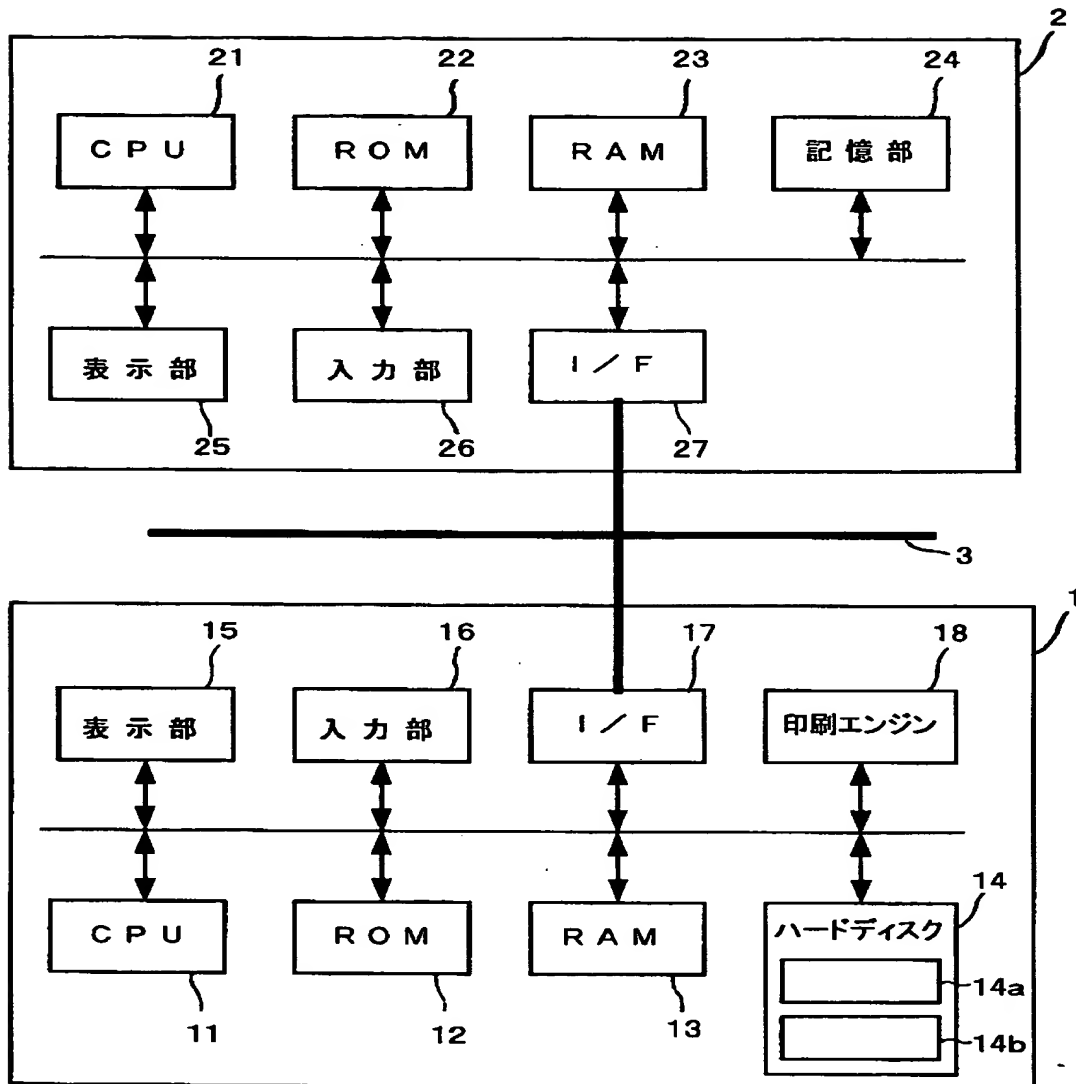 2
21 22 23 24
CPU ROM RAM 記憶部
表示部 入力部 I/F
25 26 27
3
1
15 16 17 18
表示部 入力部 I/F 印刷エンジン
14
CPU ROM RAM ハードディスク
14a
11 12 13
14b